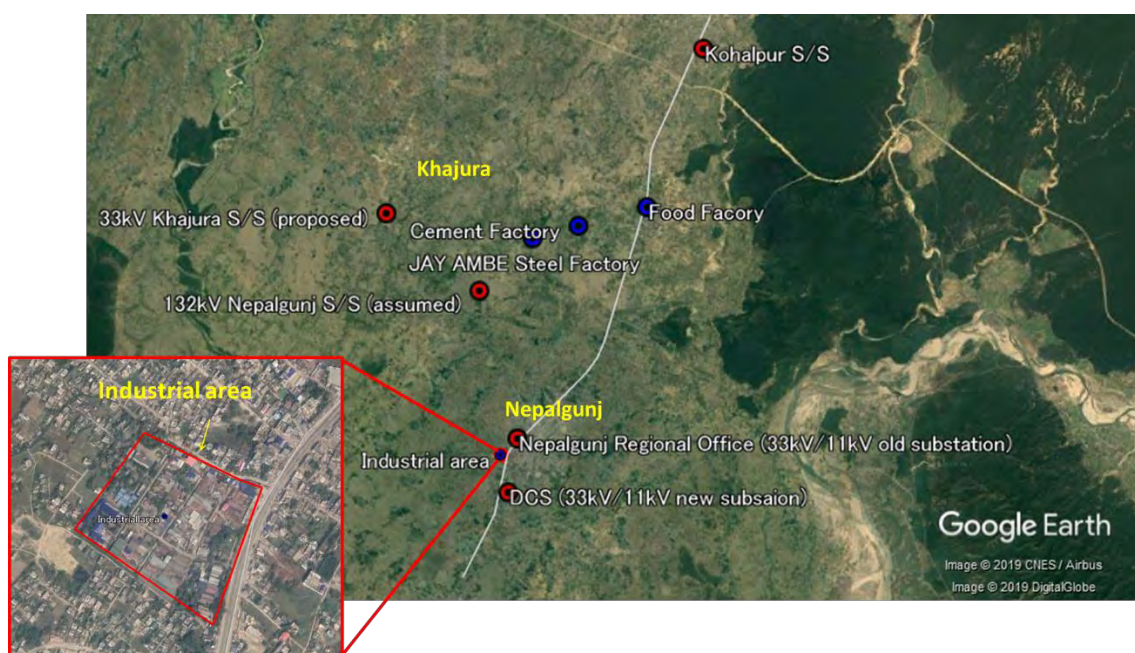 Kohalpur S/S
Khajura
33kV Khajura S/S (proposed)
Food Facory
Cement Factory
JAY AMBE Steel Factory
132kV Nepalgunj S/S (assumed)
Industrial area
Nepalgunj
Nepalgunj Regional Office (33kV/11kV old substation)
Industrial area
DCS (33kV/11kV new subsaion)
Industrial area
Google Earth
Image © 2019 CNES / Airbus
Image © 2019 DigitalGlobe